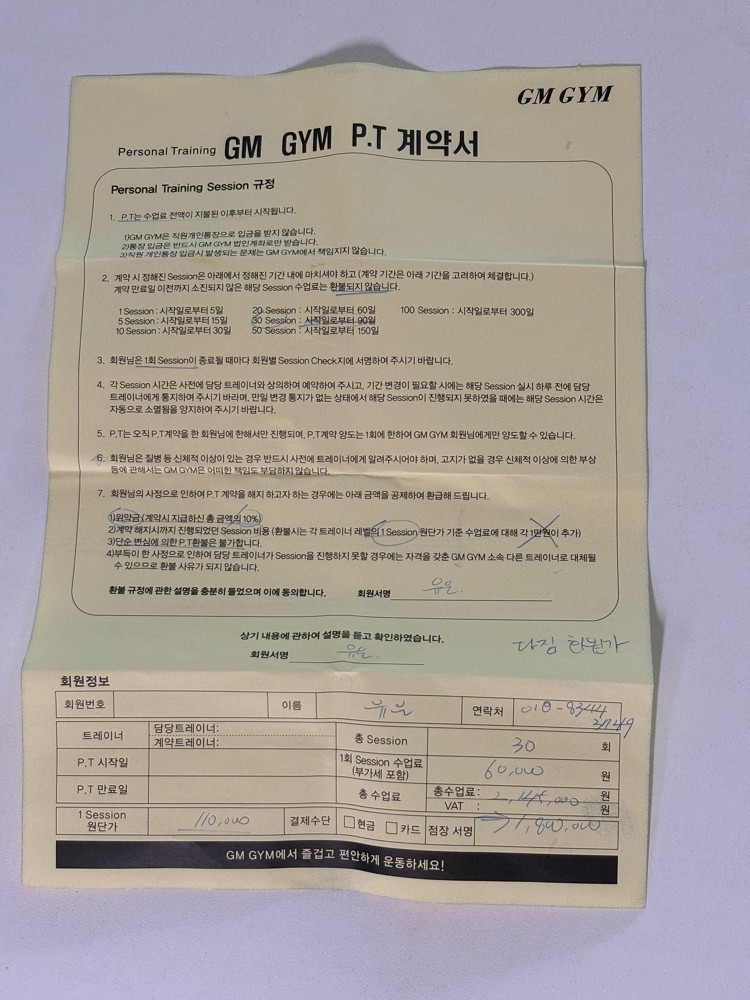 GM GYM
Personal Training GM GYM P.T 계약서
Personal Training Session 규정
1. P.T는 수업료 전액이 지불된 이후부터 시작됩니다.
1)GM GYM은 직원개인통장으로 입금을 받지 않습니다.
2)통장 입금은 반드시 GM GYM 법인계좌로만 받습니다.
3)직원 개인통장 입금시 발생되는 문제는 GM GYM에서 책임지지 않습니다.
2. 계약 시 정해진 Session은 아래에서 정해진 기간 내에 마치셔야 하고 (계약 기간은 아래 기간을 고려하여 체결합니다.)
계약 만료일 이전까지 소진되지 않은 해당 Session 수업료는 환불되지 않습니다.
1 Session : 시작일로부터 5일 20 Session : 시작일로부터 60일 100 Session : 시작일로부터 300일
5 Session : 시작일로부터 15일 30 Session : 시작일로부터 90일
10 Session : 시작일로부터 30일 50 Session : 시작일로부터 150일
3. 회원님은 1회 Session이 종료될 때마다 회원별 Session Check지에 서명하여 주시기 바랍니다.
4. 각 Session 시간은 사전에 담당 트레이너와 상의하여 예약하여 주시고, 기간 변경이 필요할 시에는 해당 Session 실시 하루 전에 담당
트레이너에게 통지하여 주시기 바라며, 만일 변경 통지가 없는 상태에서 해당 Session이 진행되지 못하였을 때에는 해당 Session 시간은
자동으로 소멸됨을 양지하여 주시기 바랍니다.
5. P.T는 오직 P.T계약을 한 회원님에 한해서만 진행되며, P.T계약 양도는 1회에 한하여 GM GYM 회원님에게만 양도할 수 있습니다.
6. 회원님은 질병 등 신체적 이상이 있는 경우 반드시 사전에 트레이너에게 알려주시어야 하며, 고지가 없을 경우 신체적 이상에 의한 부상
등에 관해서는 GM GYM은 어떠한 책임도 부담하지 않습니다.
7. 회원님의 사정으로 인하여 P.T 계약을 해지 하고자 하는 경우에는 아래 금액을 공제하여 환급해 드립니다.
1)위약금 (계약시 지급하신 총 금액의 10%)
2)계약 해지시까지 진행되었던 Session 비용 (환불시는 각 트레이너 레벨의 1 Session 원단가 기준 수업료에 대해 각 1만원이 추가)
3)단순 변심에 의한 P.T환불은 불가합니다.
4)부득이 한 사정으로 인하여 담당 트레이너가 Session을 진행하지 못할 경우에는 자격을 갖춘 GM GYM 소속 다른 트레이너로 대체될
수 있으므로 환불 사유가 되지 않습니다.
환불 규정에 관한 설명을 충분히 들었으며 이에 동의합니다. 회원서명 유은
상기 내용에 관하여 설명을 듣고 확인하였습니다.
회원서명 유은
회원정보
회원번호 이름 유은 연락처 010-8344
트레이너 담당트레이너: 총 Session 30 회
계약트레이너:
P.T 시작일 1회 Session 수업료 60,000 원
(부가세 포함)
P.T 만료일 총 수업료 총수업료: 원
VAT : 원
1 Session 110,000 결제수단 □현금 □카드 점장 서명 → 1,800,000
원단가
GM GYM에서 즐겁고 편안하게 운동하세요!